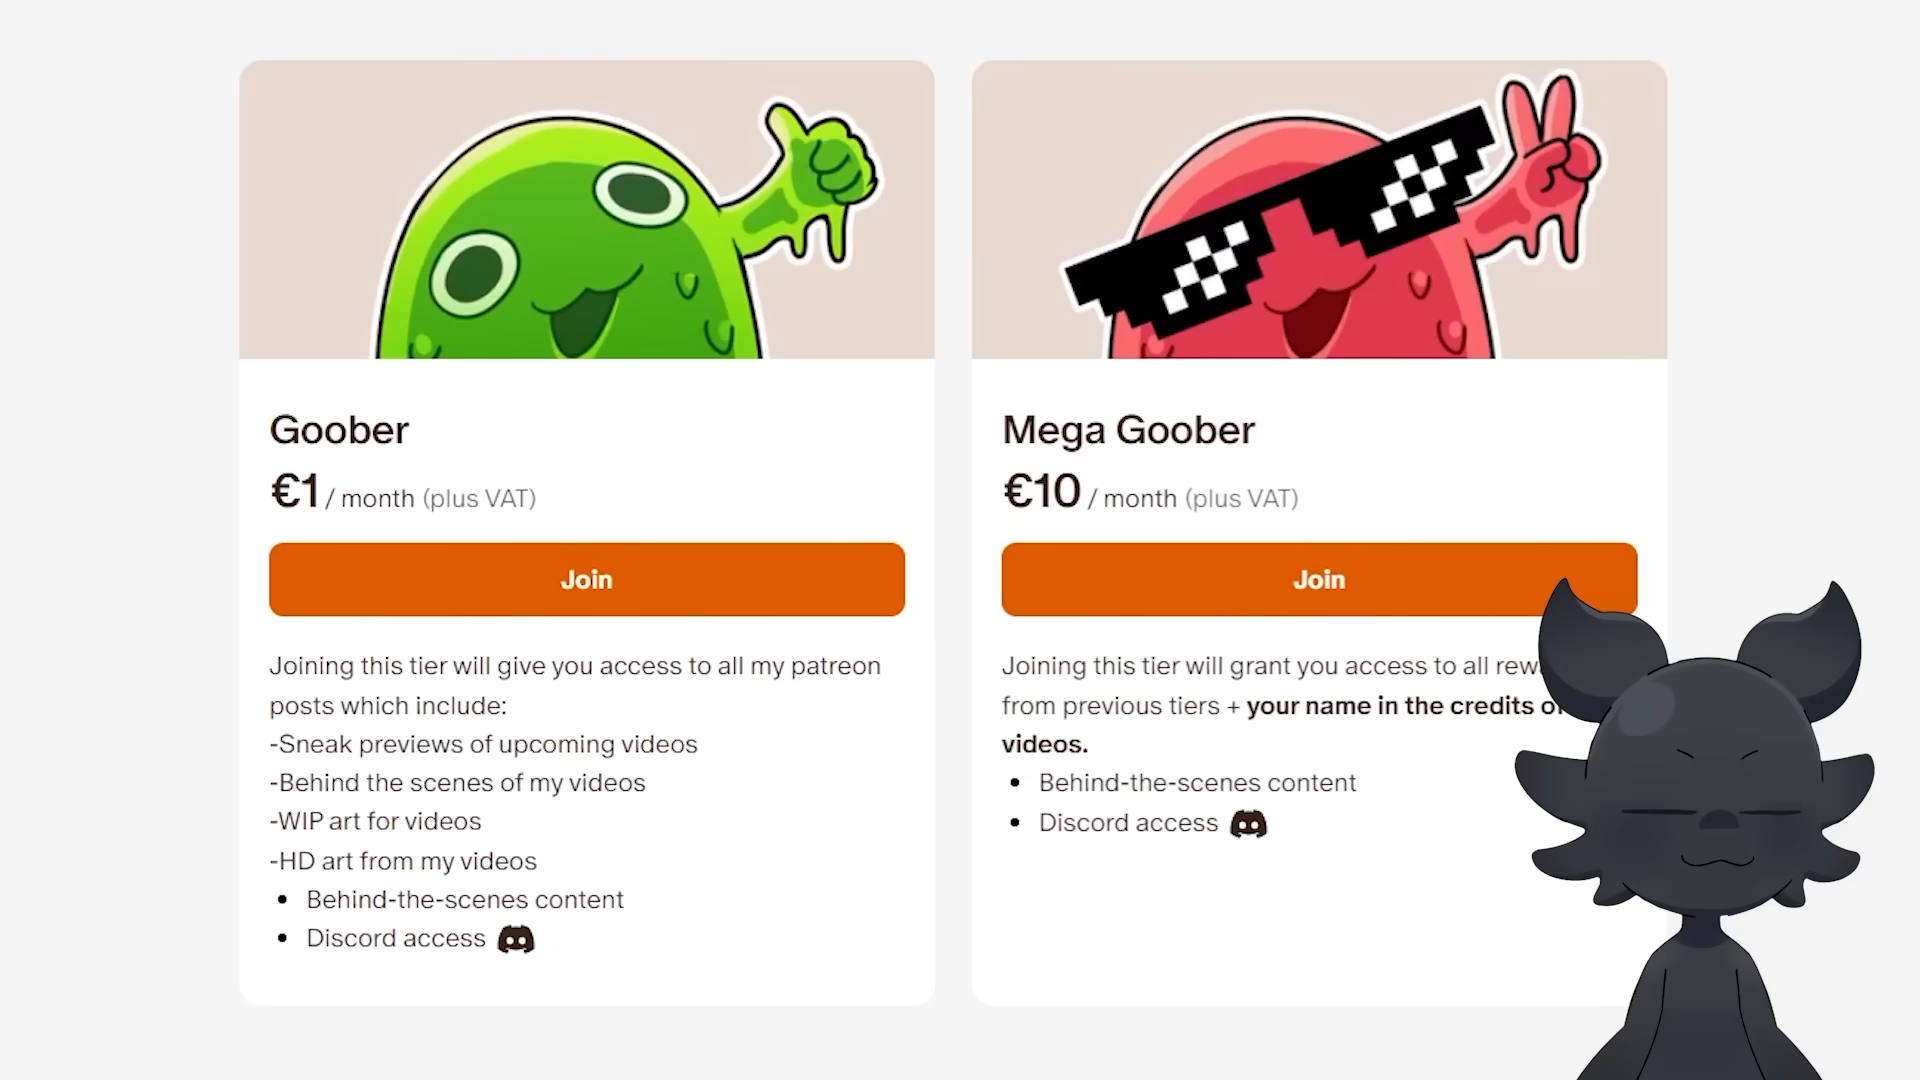 Goober
€1 / month (plus VAT)
Join
Joining this tier will give you access to all my patreon
posts which include:
-Sneak previews of upcoming videos
-Behind the scenes of my videos
-WIP art for videos
-HD art from my videos
• Behind-the-scenes content
• Discord access
Mega Goober
€10 / month (plus VAT)
Join
Joining this tier will grant you access to all
from previous tiers + your name in the credits
videos.
• Behind-the-scenes content
• Discord access